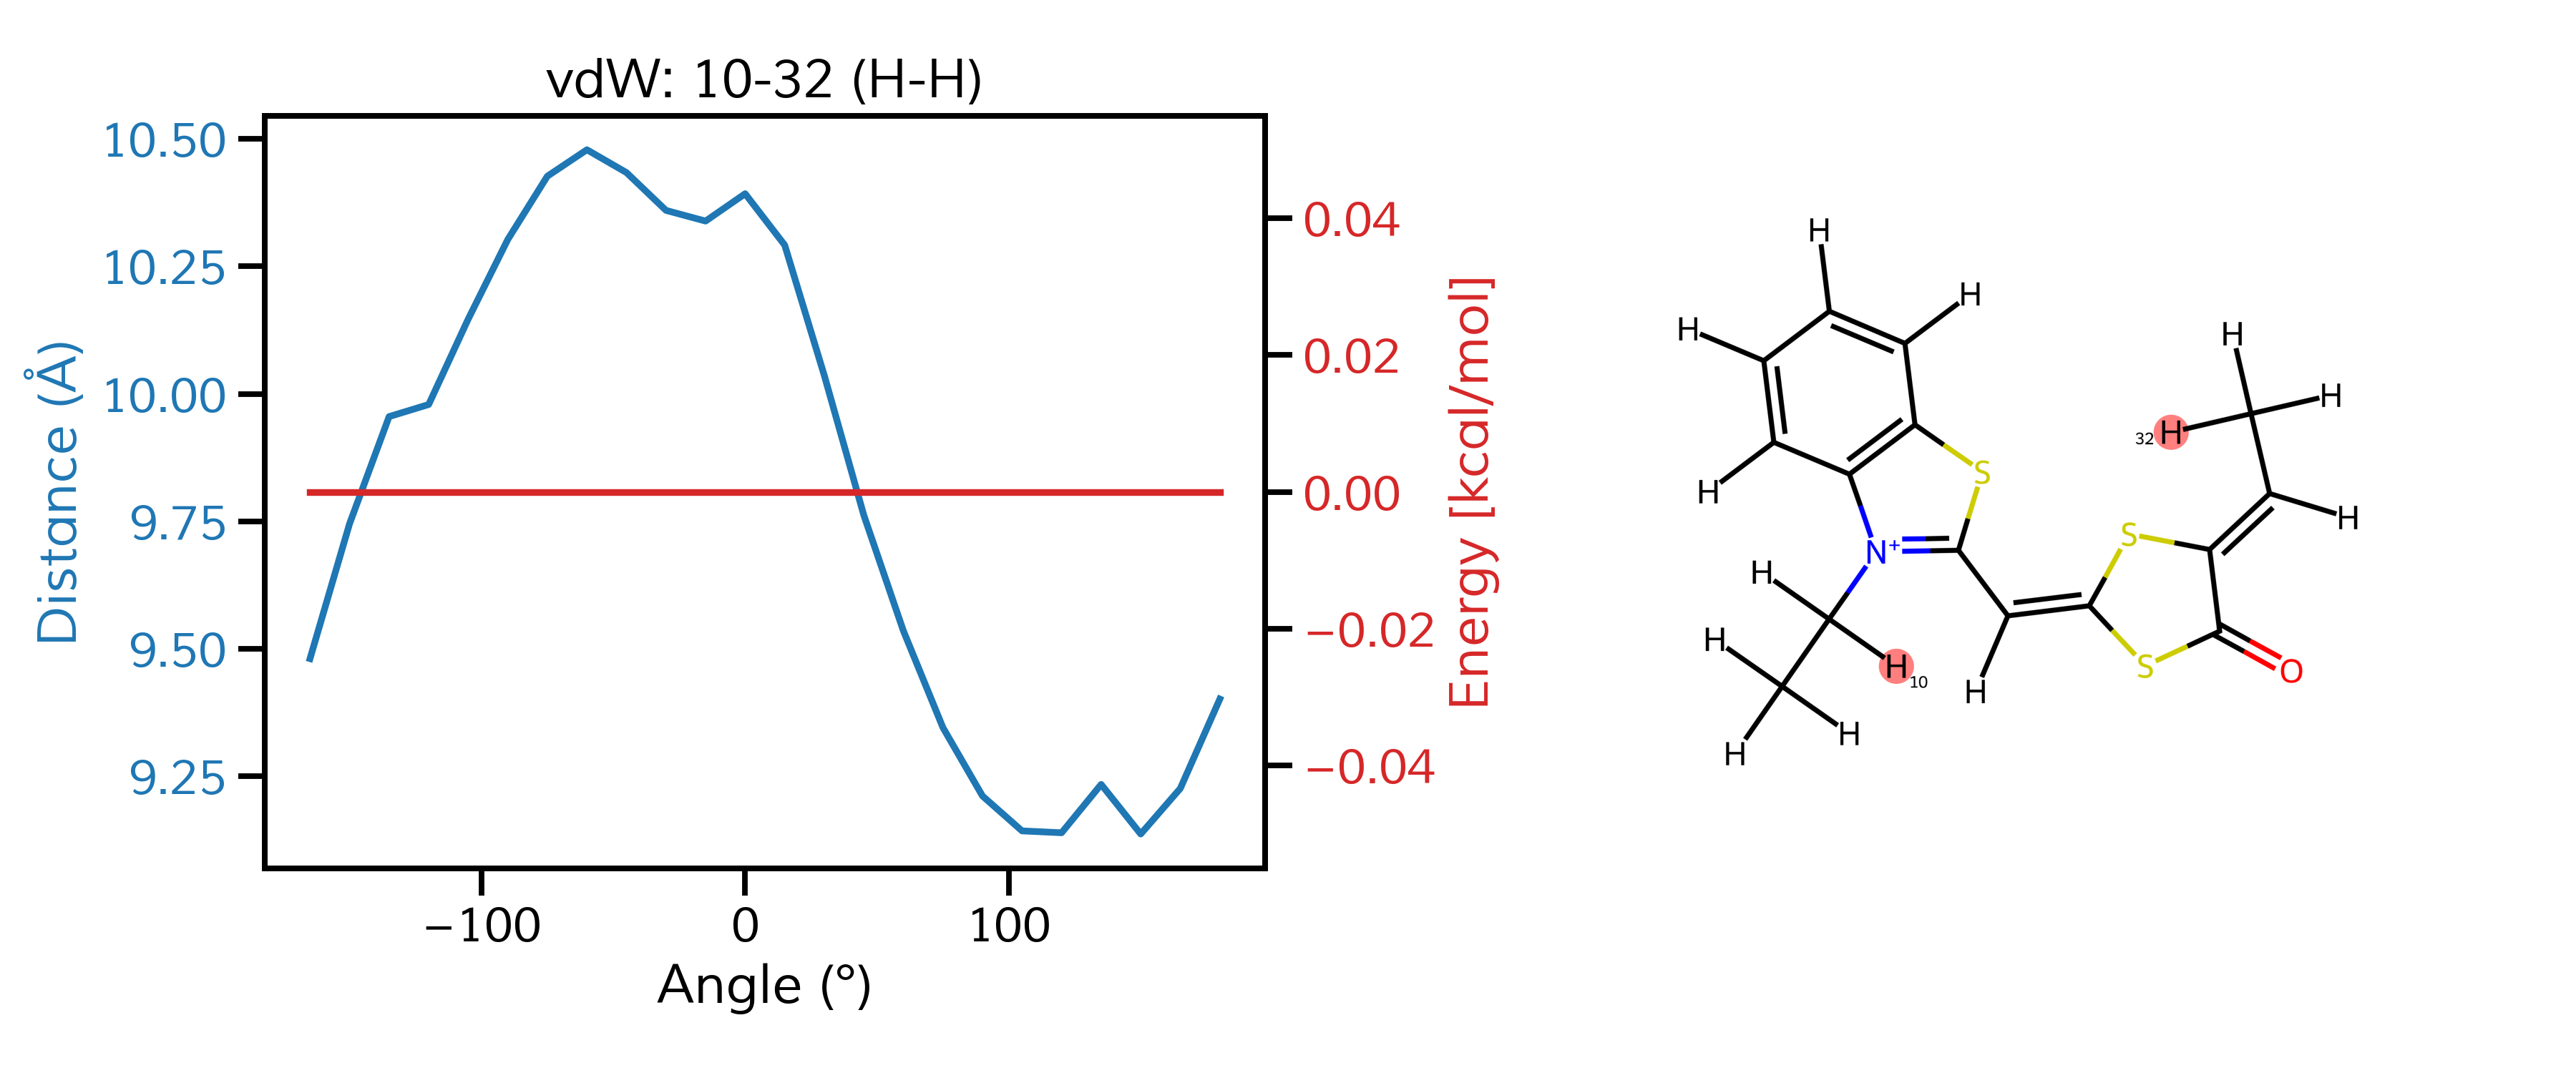 vdW: 10-32 (H-H)
10.50
10.25
10.00
9.75
9.50
9.25
Distance (Å)
0.04
0.02
0.00
−0.02
−0.04
Energy [kcal/mol]
−100
0
100
Angle (°)
H
H
H
H
H
H
32 H
S
H
H
S
N+
H
H
H 10
S
O
H
H
H